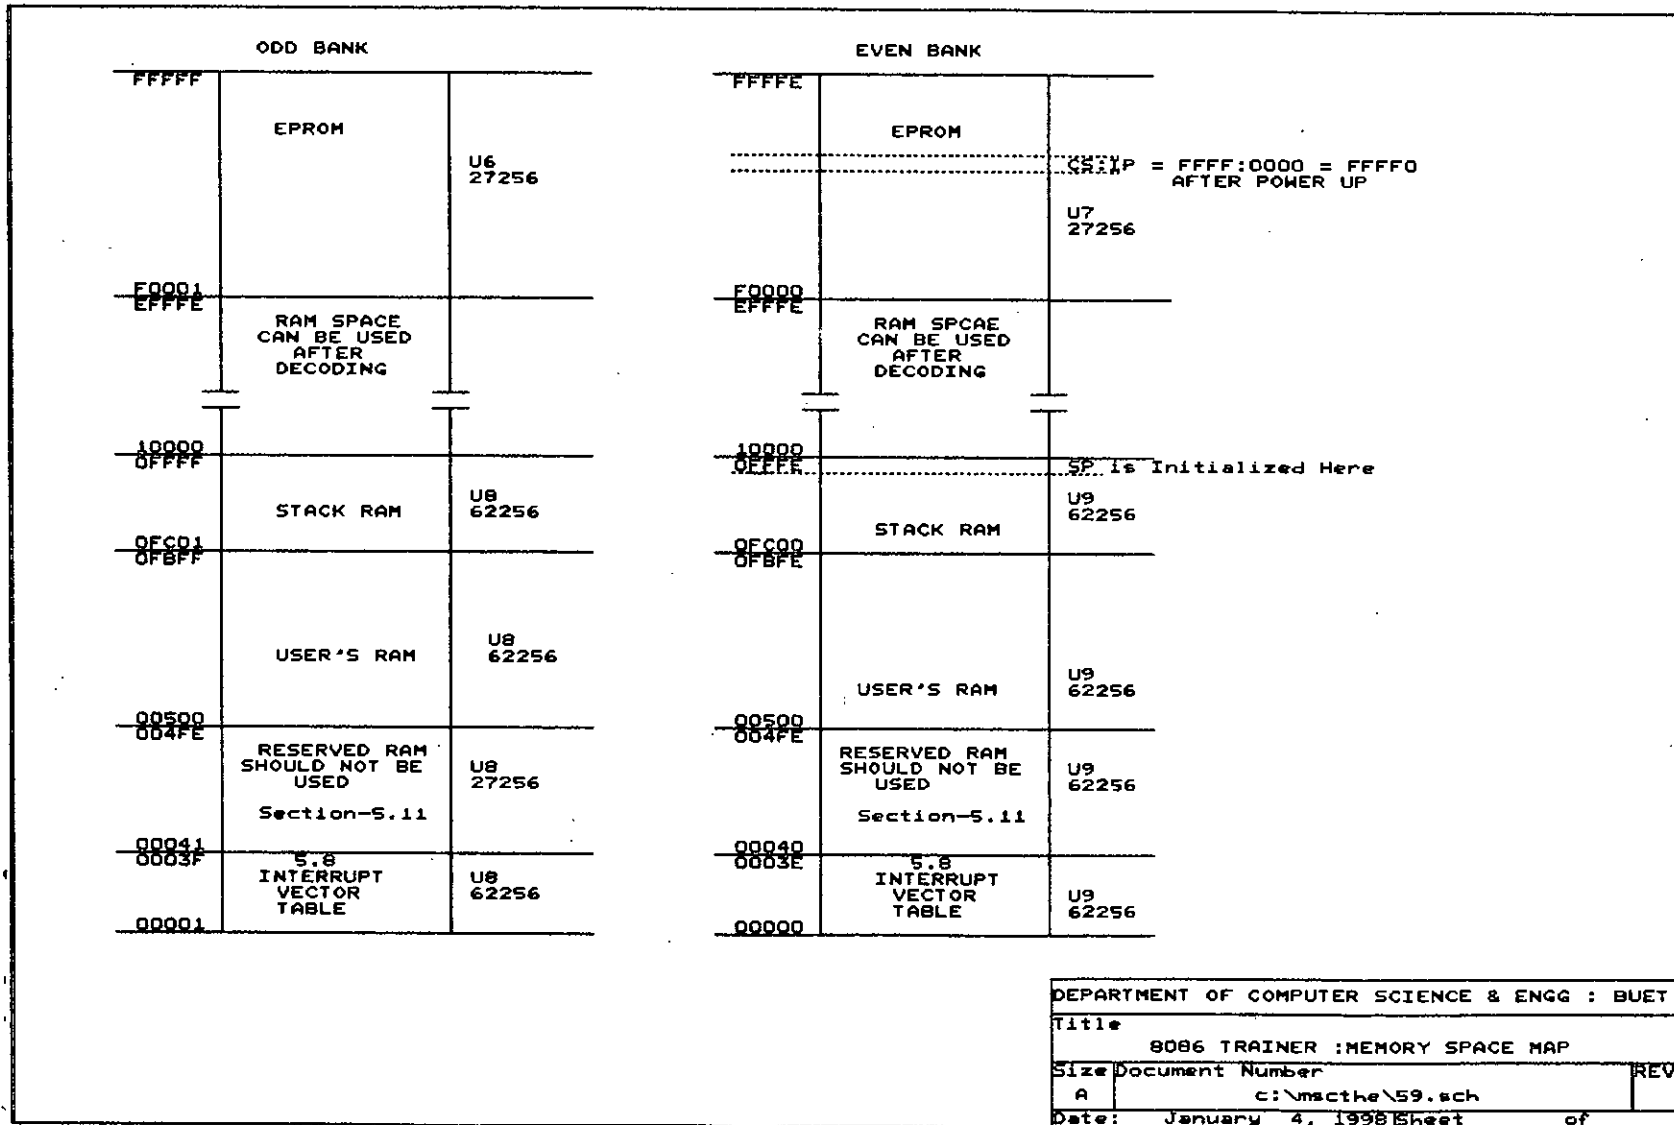 ODD BANK
FFFFF
EPROM
U6
27256
F0001
EFFFE
RAM SPACE
CAN BE USED
AFTER
DECODING
10000
0FFFF
STACK RAM
U8
62256
0FC01
0FBFF
USER'S RAM
U8
62256
00500
004FE
RESERVED RAM
SHOULD NOT BE
USED
Section-5.11
U8
27256
00041
0003F
5.8
INTERRUPT
VECTOR
TABLE
U8
62256
00001
EVEN BANK
FFFFE
EPROM
CS:IP = FFFF:0000 = FFFF0
AFTER POWER UP
U7
27256
F0000
EFFFE
RAM SPCAE
CAN BE USED
AFTER
DECODING
10000
0FFFE
SP is Initialized Here
U9
62256
STACK RAM
0FC00
0FBFE
USER'S RAM
U9
62256
00500
004FE
RESERVED RAM
SHOULD NOT BE
USED
Section-5.11
U9
62256
00040
0003E
5.8
INTERRUPT
VECTOR
TABLE
U9
62256
00000
DEPARTMENT OF COMPUTER SCIENCE & ENGG : BUET
Title
8086 TRAINER :MEMORY SPACE MAP
Size Document Number REV
A c:\mscthe\59.sch
Date: January 4, 1998 Sheet of